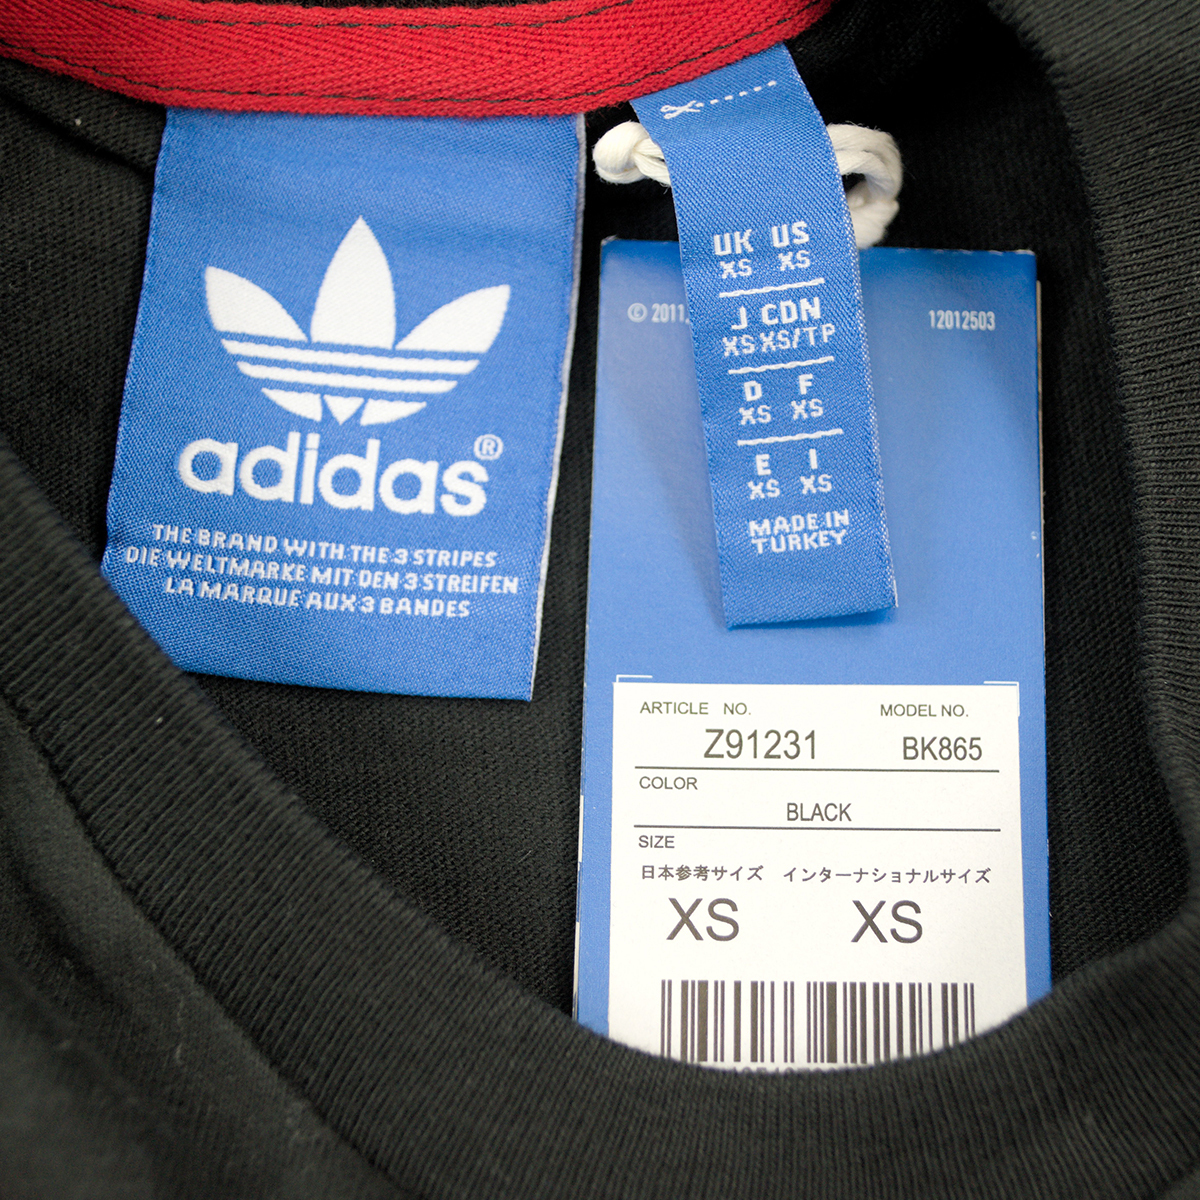 adidas®
THE BRAND WITH THE 3 STRIPES
DIE WELTMARKE MIT DEN 3 STREIFEN
LA MARQUE AUX 3 BANDES
UK US
XS XS
J CDN
XS XS/TP
D F
XS XS
E I
XS XS
MADE IN
TURKEY
© 2011, 12012503
ARTICLE NO. MODEL NO.
Z91231 BK865
COLOR
BLACK
SIZE
日本参考サイズ インターナショナルサイズ
XS XS